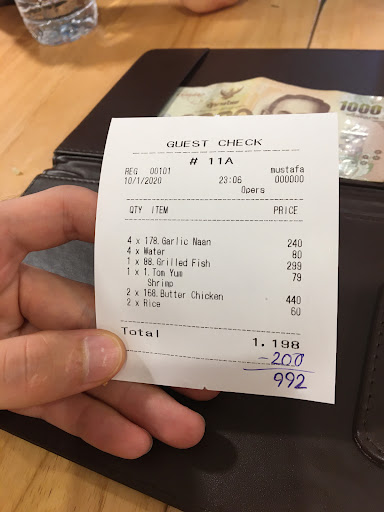 GUEST CHECK
# 11A
REG 00101 mustafa
10/1/2020 23:06 000000
0pers
QTY ITEM PRICE
4 x 178.Garlic Naan 240
4 x Water 80
1 x 88.Grilled Fish 299
1 x 1.Tom Yum 79
Shrimp
2 x 168.Butter Chicken 440
2 x Rice 60
Total 1.198
-200
992
1000